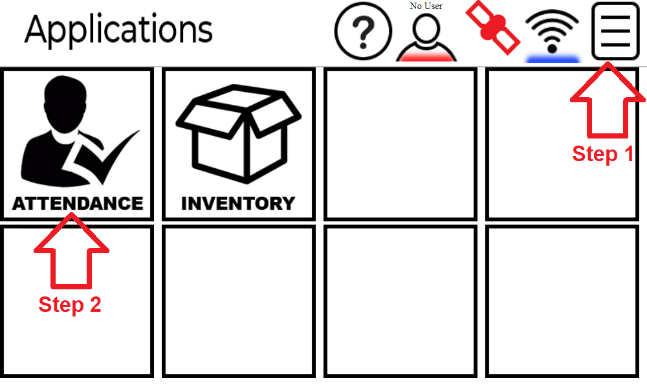 No User
Applications
?
Step 1
ATTENDANCE
INVENTORY
Step 2